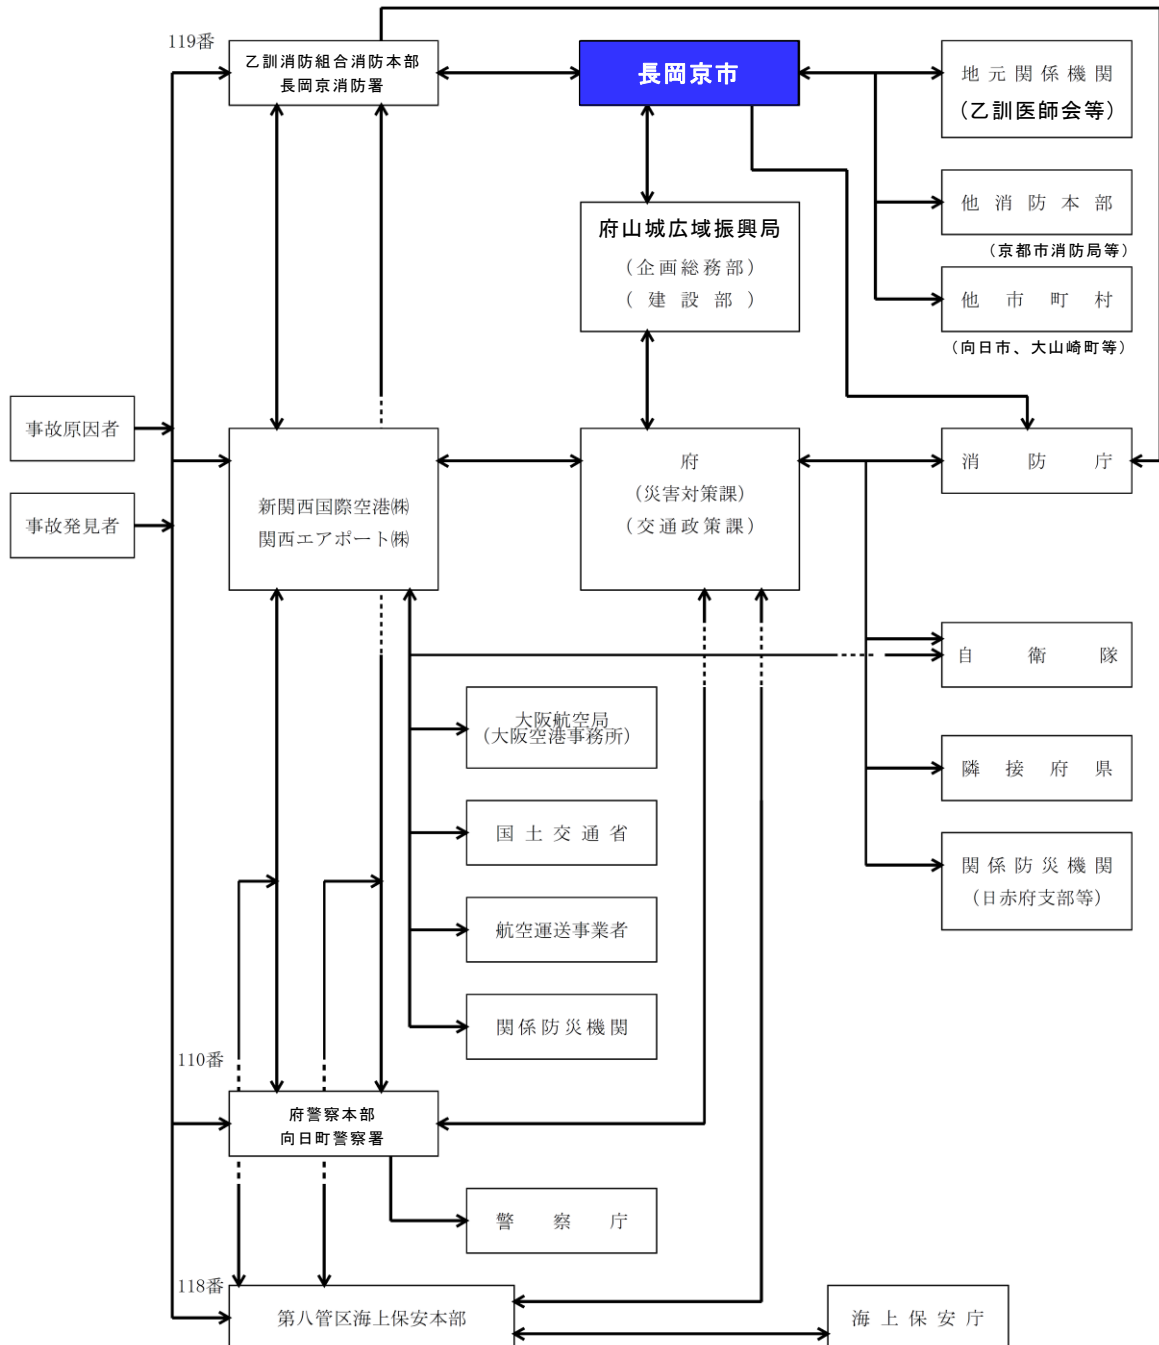 119番
乙訓消防組合消防本部
長岡京消防署
長岡京市
地元関係機関
(乙訓医師会等)
他消防本部
(京都市消防局等)
他市町村
(向日市、大山崎町等)
府山城広域振興局
(企画総務部)
(建設部)
事故原因者
事故発見者
新関西国際空港㈱
関西エアポート㈱
府
(災害対策課)
(交通政策課)
消防庁
自衛隊
大阪航空局
(大阪空港事務所)
隣接府県
国土交通省
関係防災機関
(日赤府支部等)
航空運送事業者
関係防災機関
110番
府警察本部
向日町警察署
警察庁
118番
第八管区海上保安本部
海上保安庁